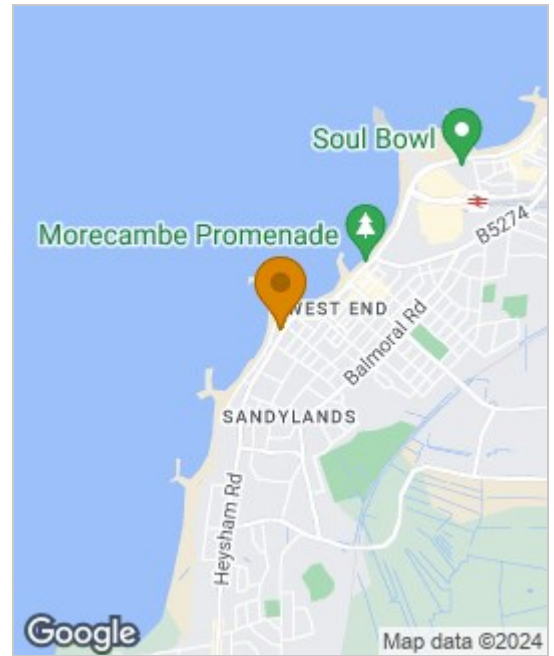 Soul Bowl
B5274
Morecambe Promenade
WEST END
Balmoral Rd
SANDYLANDS
Heysham Rd
Google
Map data ©2024